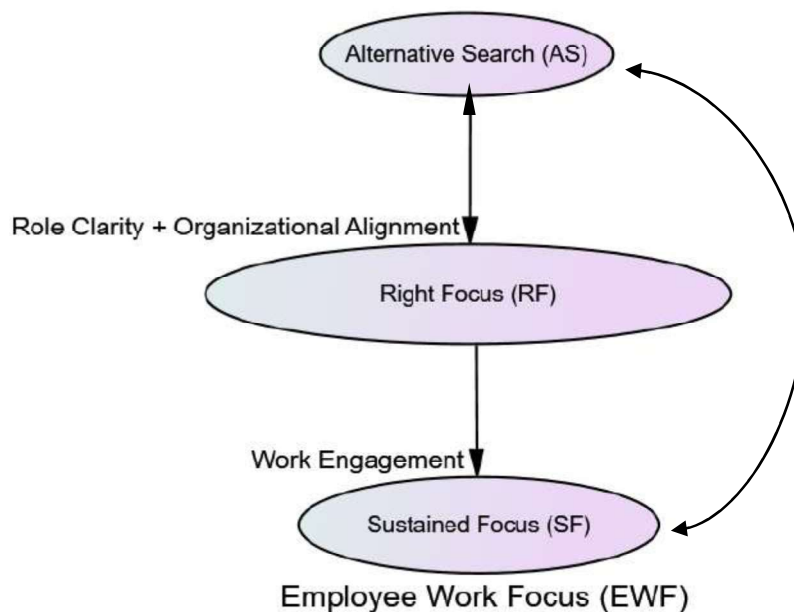 Alternative Search (AS)
Role Clarity + Organizational Alignment
Right Focus (RF)
Work Engagement
Sustained Focus (SF)
Employee Work Focus (EWF)